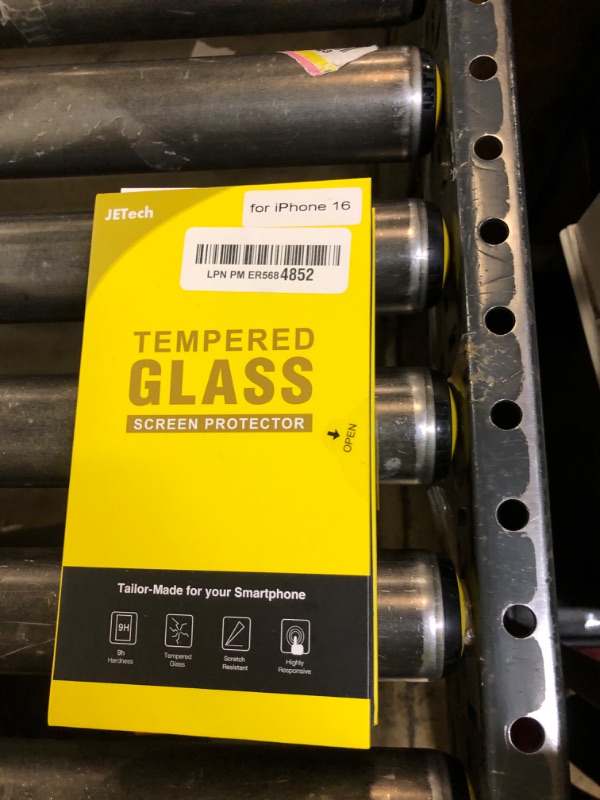 JETech
for iPhone 16
LPN PM ER5684852
TEMPERED
GLASS
SCREEN PROTECTOR
OPEN
Tailor-Made for your Smartphone
9H
9h
Hardness
Tempered
Glass
Scratch
Resistant
Highly
Responsive